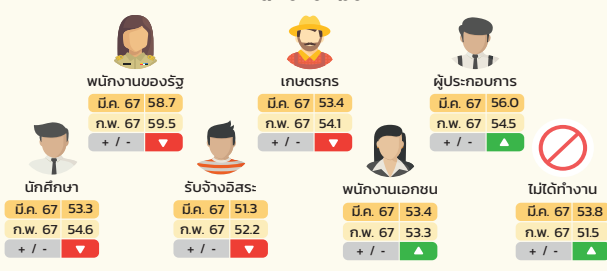 พนักงานของรัฐ
มี.ค. 67 58.7
ก.พ. 67 59.5
+ / - ▼
เกษตรกร
มี.ค. 67 53.4
ก.พ. 67 54.1
+ / - ▼
ผู้ประกอบการ
มี.ค. 67 56.0
ก.พ. 67 54.5
+ / - ▲
นักศึกษา
มี.ค. 67 53.3
ก.พ. 67 54.6
+ / - ▼
รับจ้างอิสระ
มี.ค. 67 51.3
ก.พ. 67 52.2
+ / - ▼
พนักงานเอกชน
มี.ค. 67 53.4
ก.พ. 67 53.3
+ / - ▲
ไม่ได้ทำงาน
มี.ค. 67 53.8
ก.พ. 67 51.5
+ / - ▲